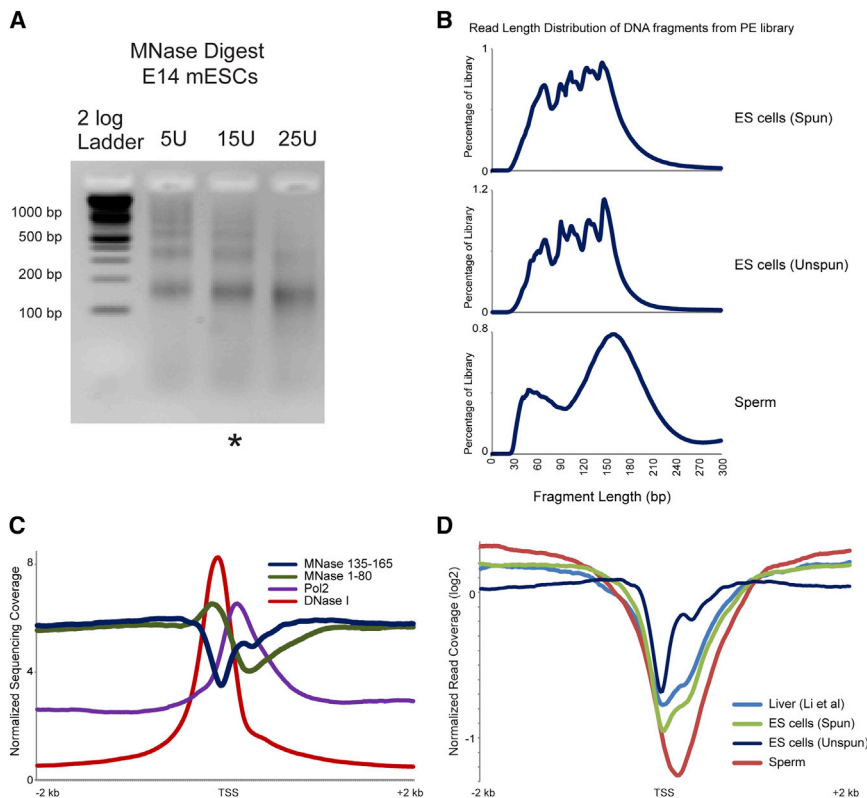 A
MNase Digest
E14 mESCs
2 log
Ladder
5U
15U
25U
1000 bp
500 bp
200 bp
100 bp
*
B
Read Length Distribution of DNA fragments from PE library
Percentage of Library
1
0
ES cells (Spun)
Percentage of Library
1.2
0
ES cells (Unspun)
Percentage of Library
0.8
0
Sperm
0
30
60
90
120
150
180
210
240
270
300
Fragment Length (bp)
C
Normalized Sequencing Coverage
8
4
0
MNase 135-165
MNase 1-80
Pol2
DNase I
-2 kb
TSS
+2 kb
D
Normalized Read Coverage (log2)
0
-1
Liver (Li et al)
ES cells (Spun)
ES cells (Unspun)
Sperm
-2 kb
TSS
+2 kb